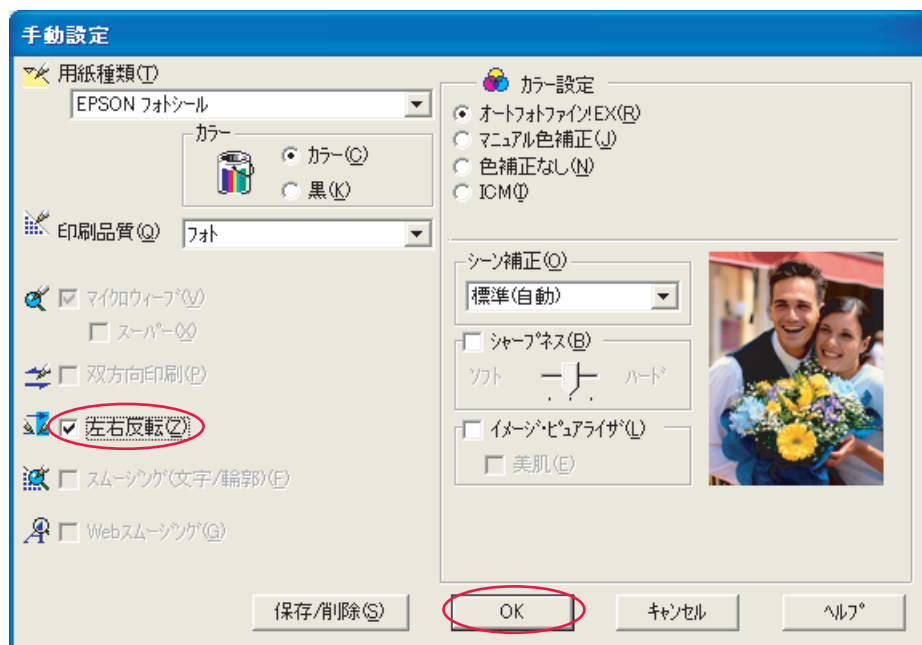 手動設定
用紙種類(T)
EPSON フォトシール
カラー
カラー(C)
黒(K)
印刷品質(Q)
フォト
マイクロウィーブ(V)
スーパー(X)
双方向印刷(P)
左右反転(Z)
スムージング(文字/輪郭)(F)
Webスムージング(G)
カラー設定
オートフォトファイン!EX(R)
マニュアル色補正(J)
色補正なし(N)
ICM(I)
シーン補正(O)
標準(自動)
シャープネス(B)
ソフト ハード
イメージ・ピュアライザ(L)
美肌(E)
保存/削除(S) OK キャンセル ヘルプ